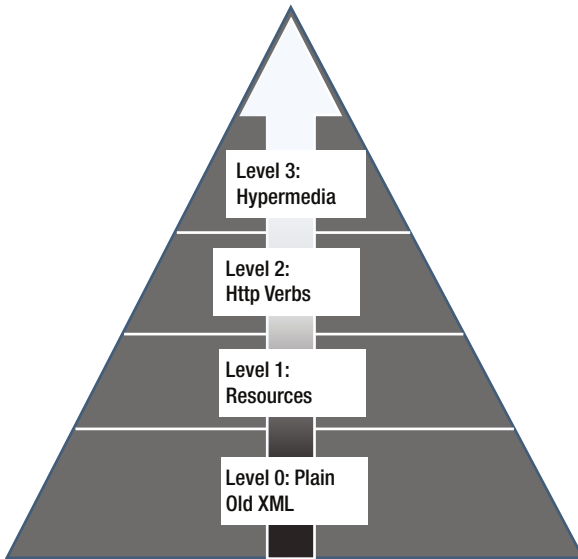 Level 3:
Hypermedia
Level 2:
Http Verbs
Level 1:
Resources
Level 0: Plain
Old XML